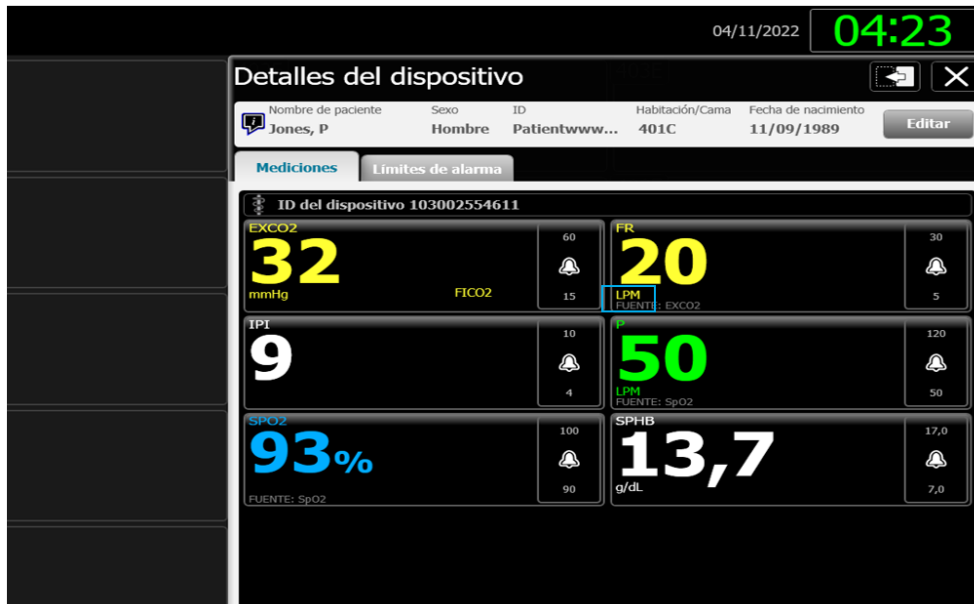 04/11/2022 04:23
Detalles del dispositivo
Nombre de paciente Sexo ID Habitación/Cama Fecha de nacimiento
Jones, P Hombre Patientwww... 401C 11/09/1989 Editar
Mediciones Límites de alarma
ID del dispositivo 103002554611
EXCO2
32
mmHg
FICO2
60
15
FR
20
LPM
FUENTE: EXCO2
30
5
IPI
9
10
4
P
50
LPM
FUENTE: SpO2
120
50
SPO2
93%
FUENTE: SpO2
100
90
SPHB
13,7
g/dL
17,0
7,0